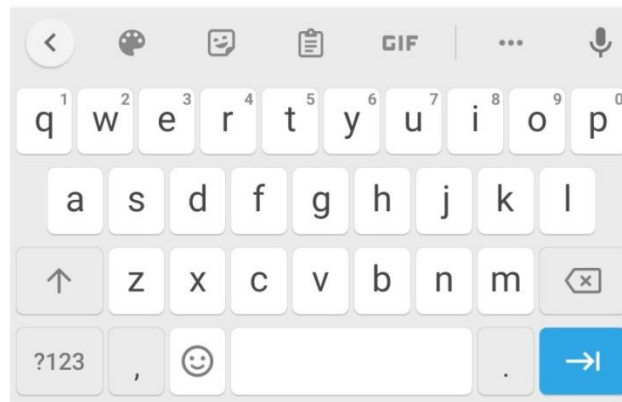 GIF
q1 w2 e3 r4 t5 y6 u7 i8 o9 p0
a s d f g h j k l
z x c v b n m
?123 , .